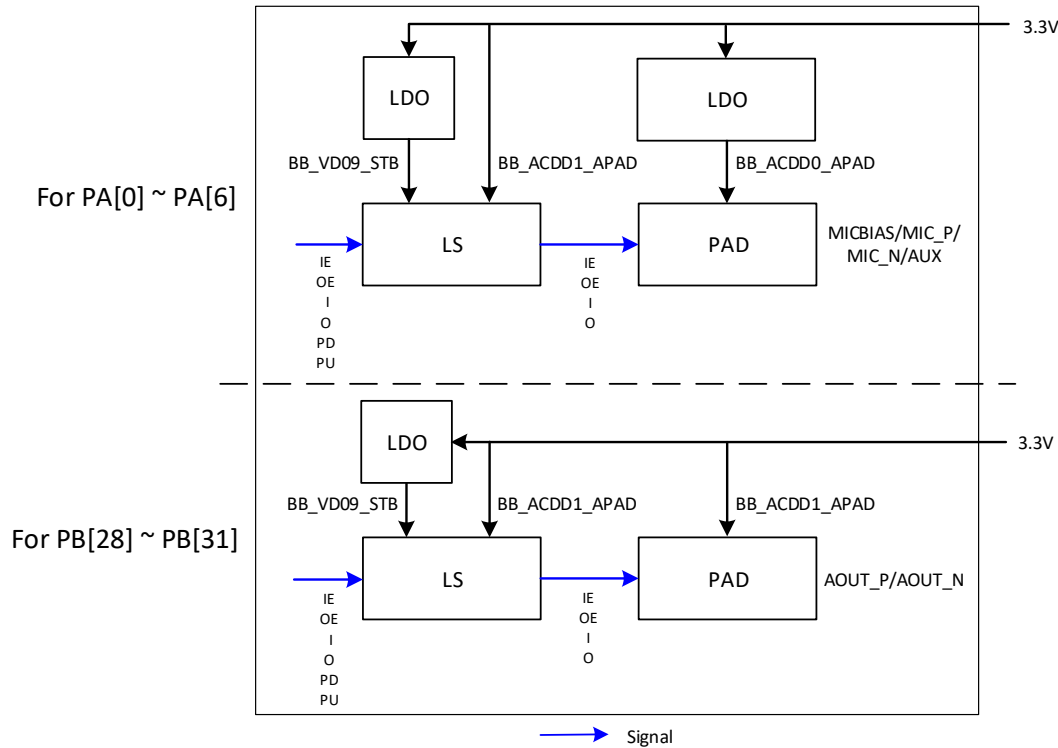 3.3V
LDO
LDO
BB_VD09_STB
BB_ACDD1_APAD
BB_ACDD0_APAD
For PA[0] ~ PA[6]
LS
PAD
MICBIAS/MIC_P/
MIC_N/AUX
IE
OE
I
O
PD
PU
IE
OE
I
O
LDO
3.3V
BB_VD09_STB
BB_ACDD1_APAD
BB_ACDD1_APAD
For PB[28] ~ PB[31]
LS
PAD
AOUT_P/AOUT_N
IE
OE
I
O
PD
PU
IE
OE
I
O
Signal